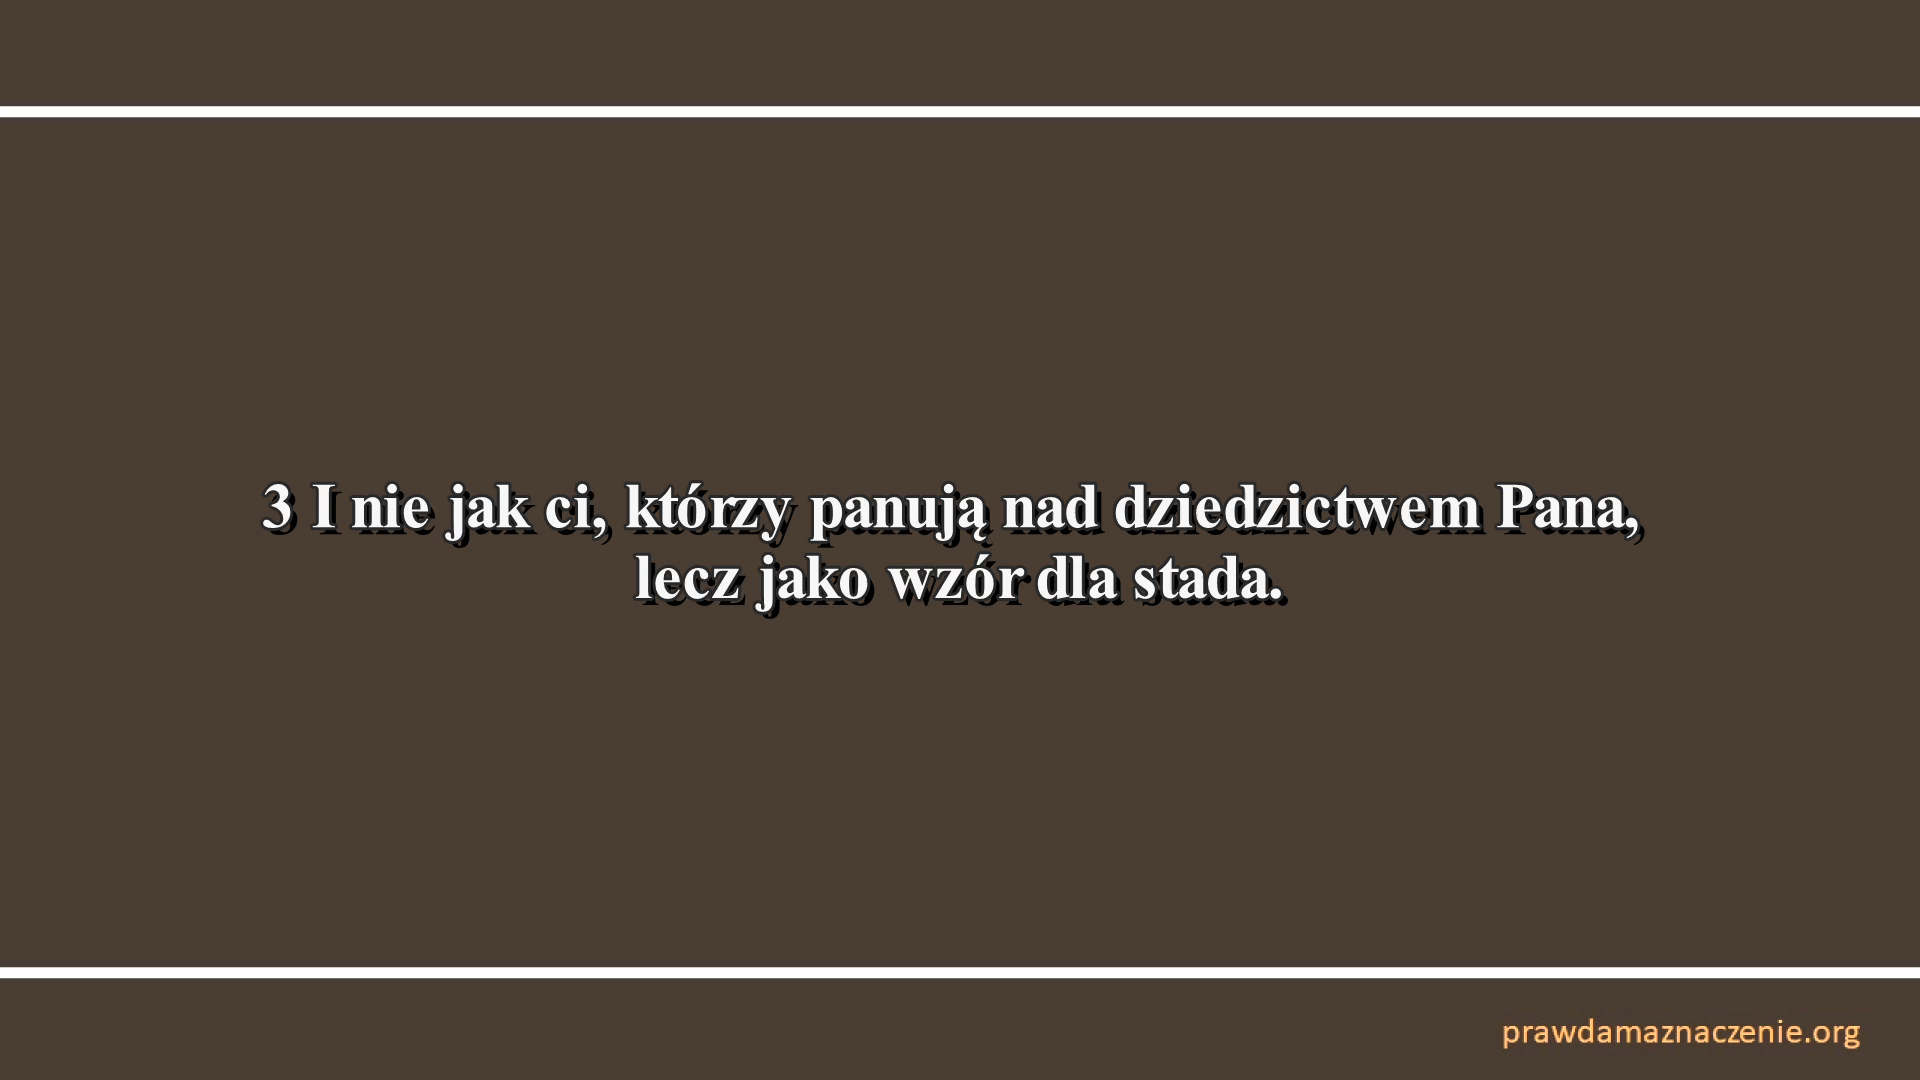 3 I nie jak ci, którzy panują nad dziedzictwem Pana,
lecz jako wzór dla stada.
prawdamaznaczenie.org